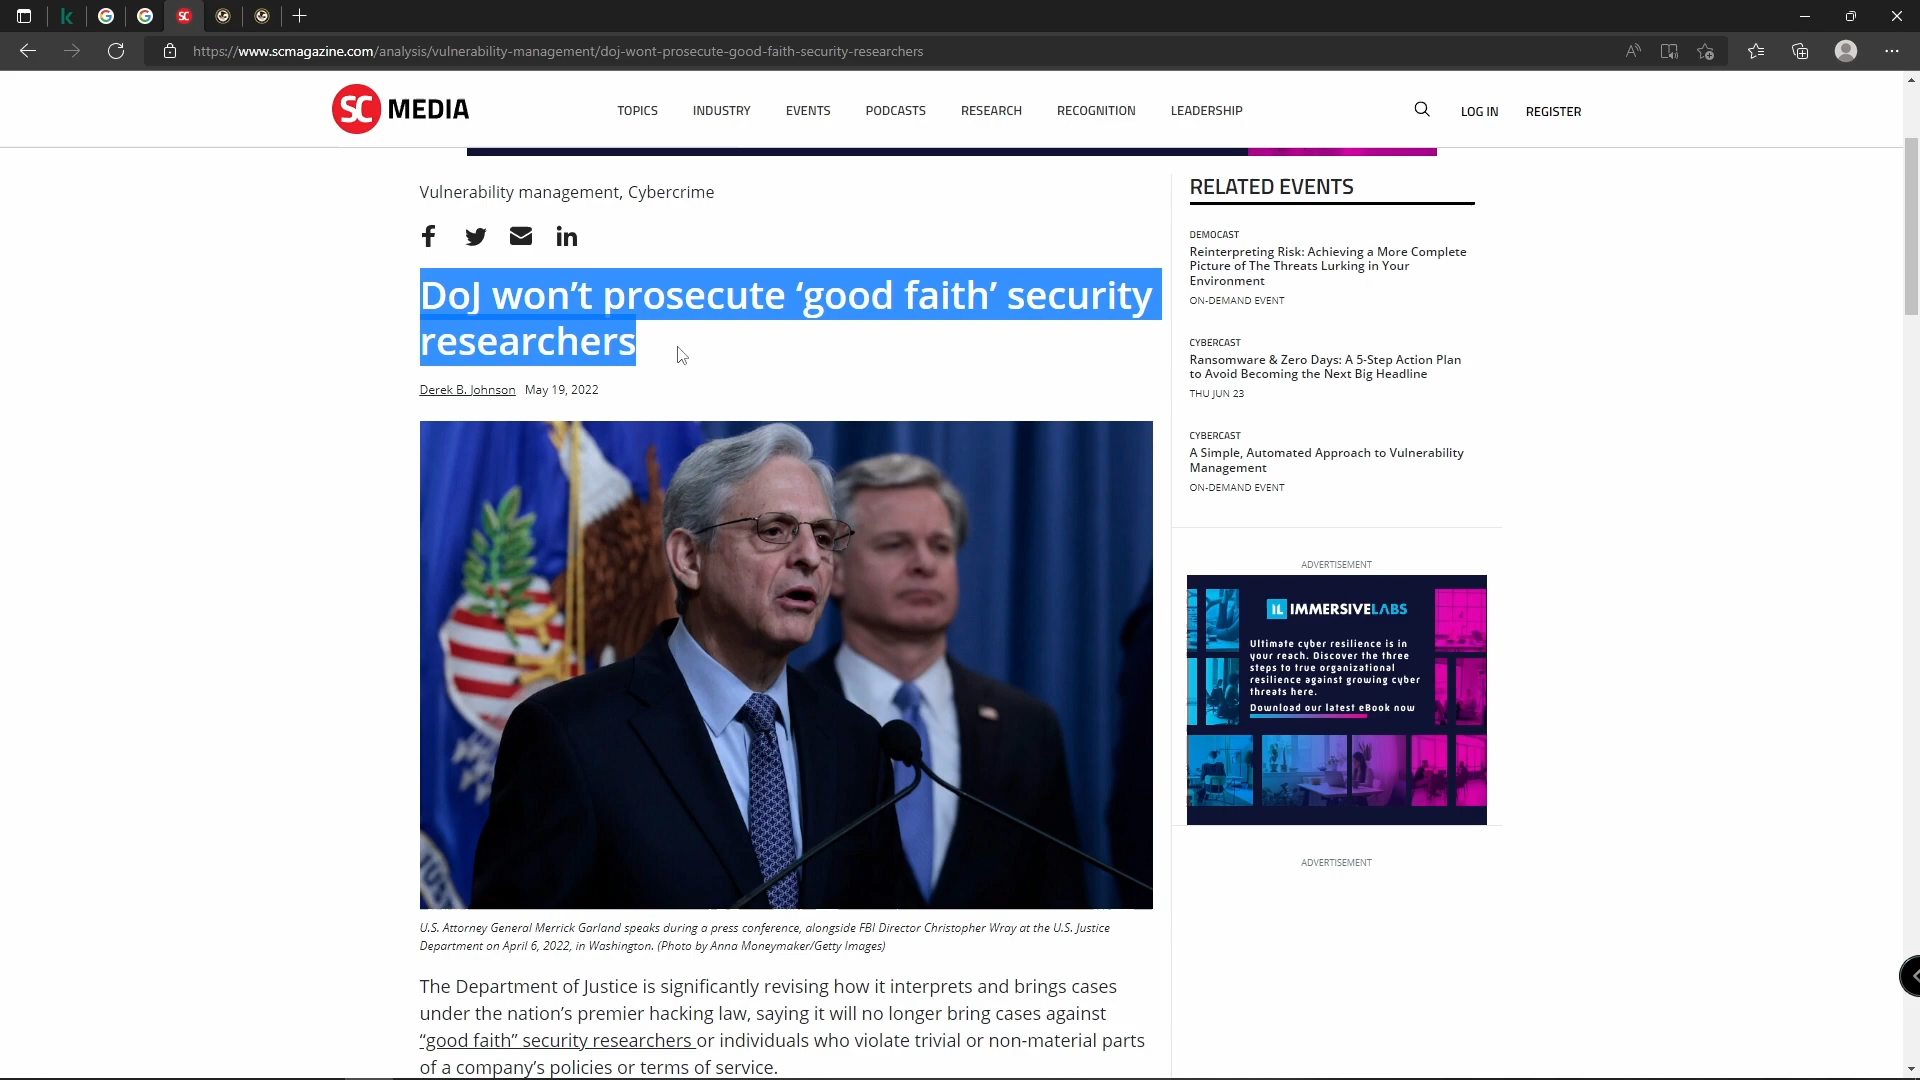 https://www.scmagazine.com/analysis/vulnerability-management/doj-wont-prosecute-good-faith-security-researchers
SC MEDIA
TOPICS
INDUSTRY
EVENTS
PODCASTS
RESEARCH
RECOGNITION
LEADERSHIP
LOG IN
REGISTER
Vulnerability management, Cybercrime
DoJ won’t prosecute ‘good faith’ security
researchers
Derek B. Johnson May 19, 2022
U.S. Attorney General Merrick Garland speaks during a press conference, alongside FBI Director Christopher Wray at the U.S. Justice
Department on April 6, 2022, in Washington. (Photo by Anna Moneymaker/Getty Images)
The Department of Justice is significantly revising how it interprets and brings cases
under the nation’s premier hacking law, saying it will no longer bring cases against
“good faith” security researchers or individuals who violate trivial or non-material parts
of a company’s policies or terms of service.
RELATED EVENTS
DEMOCAST
Reinterpreting Risk: Achieving a More Complete
Picture of The Threats Lurking in Your
Environment
ON-DEMAND EVENT
CYBERCAST
Ransomware & Zero Days: A 5-Step Action Plan
to Avoid Becoming the Next Big Headline
THU JUN 23
CYBERCAST
A Simple, Automated Approach to Vulnerability
Management
ON-DEMAND EVENT
ADVERTISEMENT
IL IMMERSIVELABS
Ultimate cyber resilience is in
your reach. Discover the three
steps to true organizational
resilience against growing cyber
threats here.
Download our latest eBook now
ADVERTISEMENT